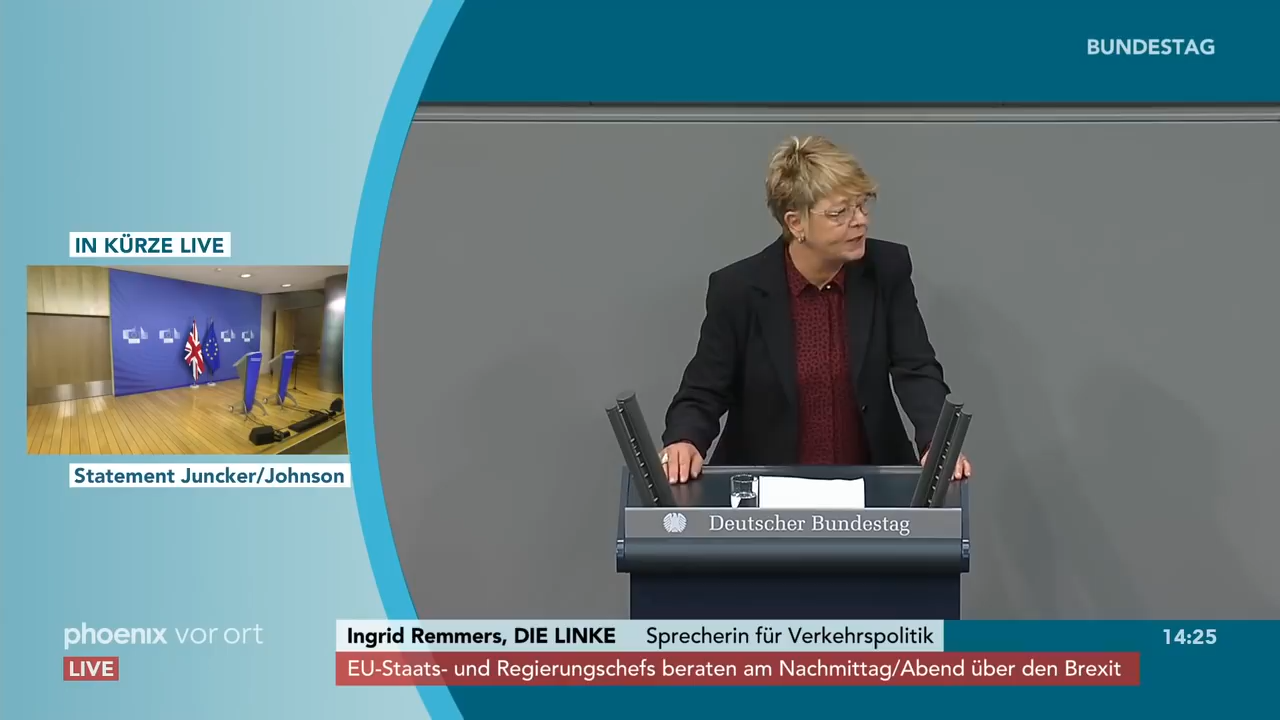 BUNDESTAG
IN KÜRZE LIVE
Statement Juncker/Johnson
Deutscher Bundestag
phoenix vor ort
Ingrid Remmers, DIE LINKE Sprecherin für Verkehrspolitik
14:25
LIVE
EU-Staats- und Regierungschefs beraten am Nachmittag/Abend über den Brexit